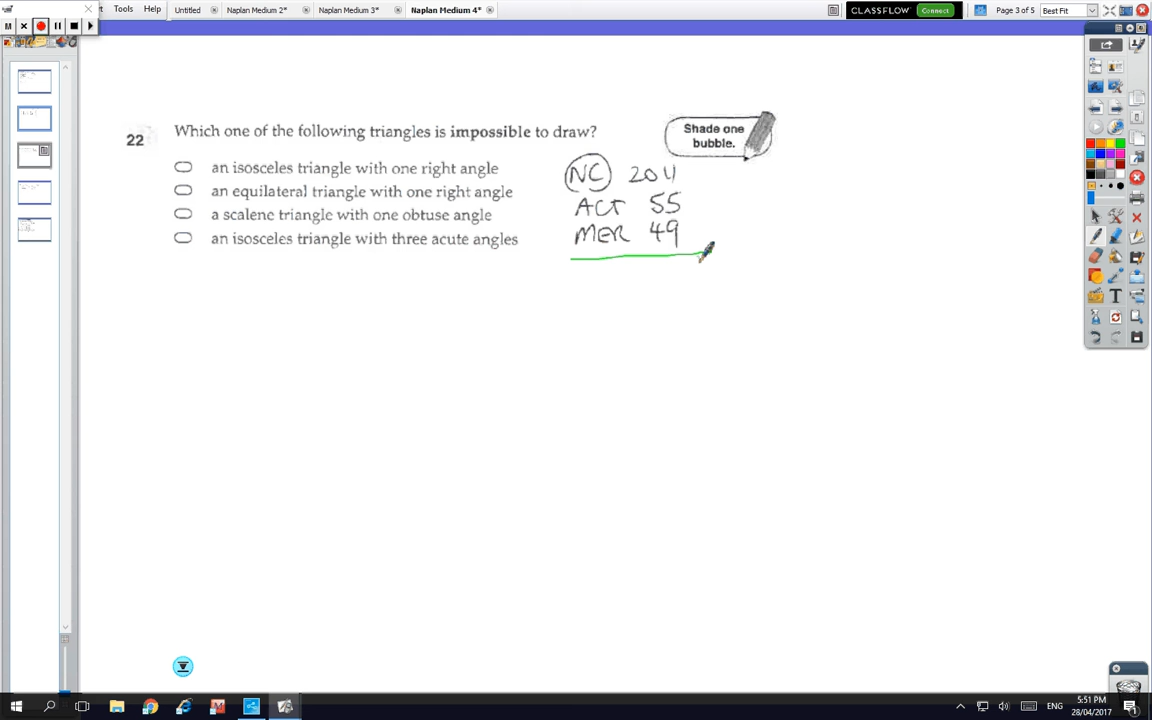 Tools Help Untitled Naplan Medium 2* Naplan Medium 3* Naplan Medium 4* CLASSFLOW Connect Page 3 of 5 Best Fit
22 Which one of the following triangles is impossible to draw?
Shade one
bubble.
an isosceles triangle with one right angle
an equilateral triangle with one right angle
a scalene triangle with one obtuse angle
an isosceles triangle with three acute angles
NC 2011
ACT 55
MER 49
ENG
5:51 PM
28/04/2017